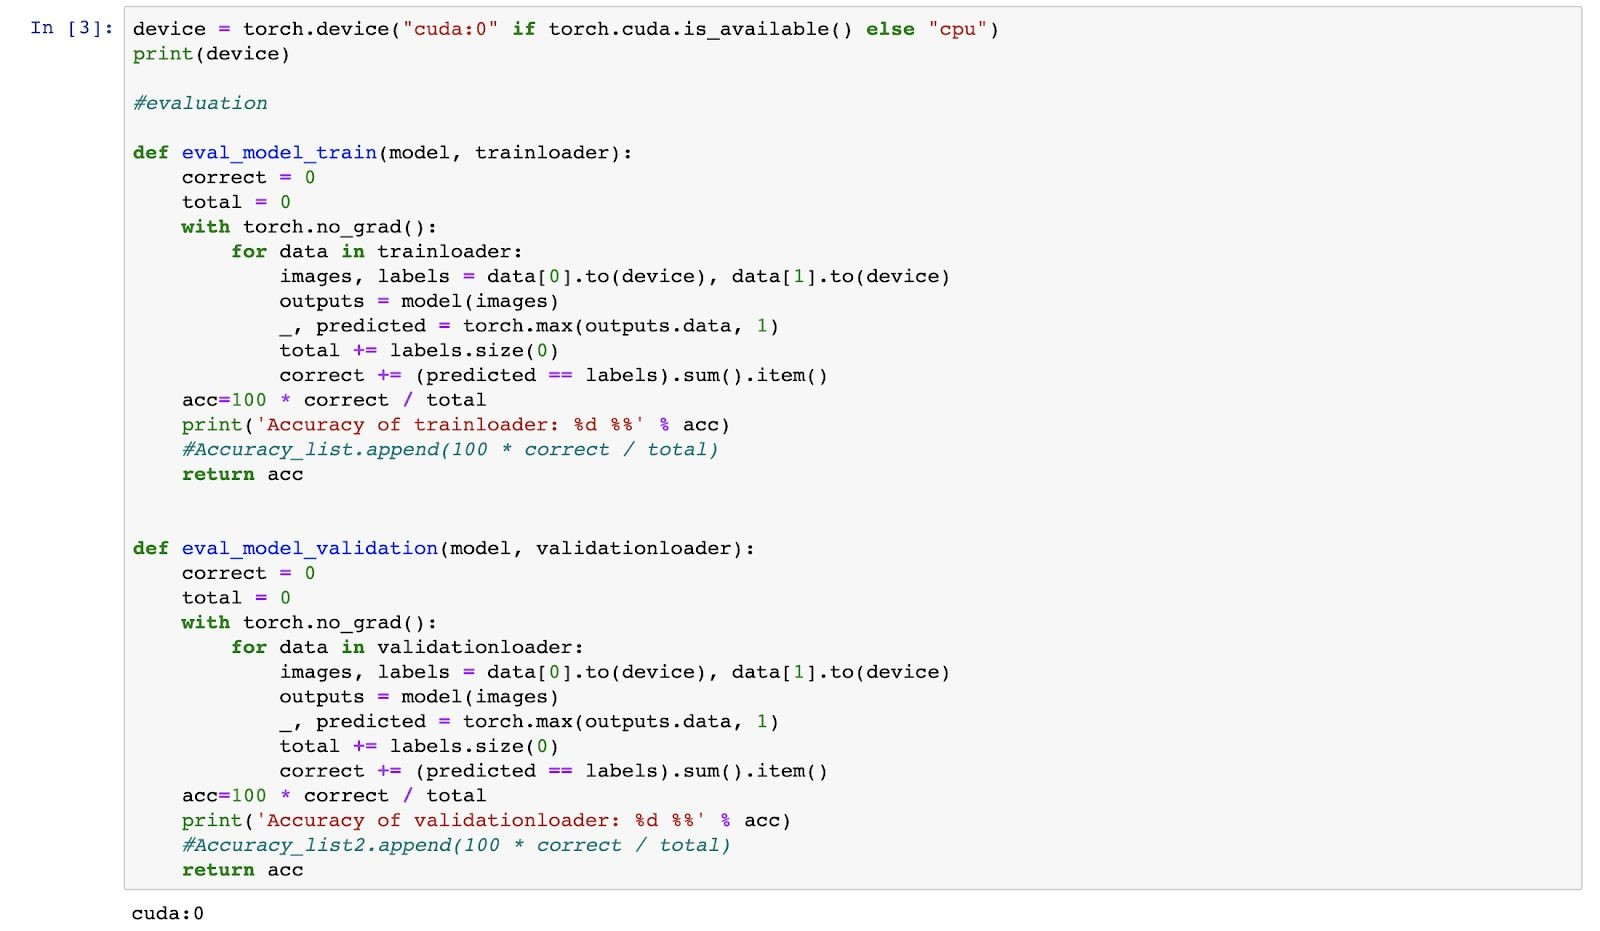 In [3]: device = torch.device("cuda:0" if torch.cuda.is_available() else "cpu")
print(device)

#evaluation

def eval_model_train(model, trainloader):
    correct = 0
    total = 0
    with torch.no_grad():
        for data in trainloader:
            images, labels = data[0].to(device), data[1].to(device)
            outputs = model(images)
            _, predicted = torch.max(outputs.data, 1)
            total += labels.size(0)
            correct += (predicted == labels).sum().item()
    acc=100 * correct / total
    print('Accuracy of trainloader: %d %%' % acc)
    #Accuracy_list.append(100 * correct / total)
    return acc


def eval_model_validation(model, validationloader):
    correct = 0
    total = 0
    with torch.no_grad():
        for data in validationloader:
            images, labels = data[0].to(device), data[1].to(device)
            outputs = model(images)
            _, predicted = torch.max(outputs.data, 1)
            total += labels.size(0)
            correct += (predicted == labels).sum().item()
    acc=100 * correct / total
    print('Accuracy of validationloader: %d %%' % acc)
    #Accuracy_list2.append(100 * correct / total)
    return acc
cuda:0